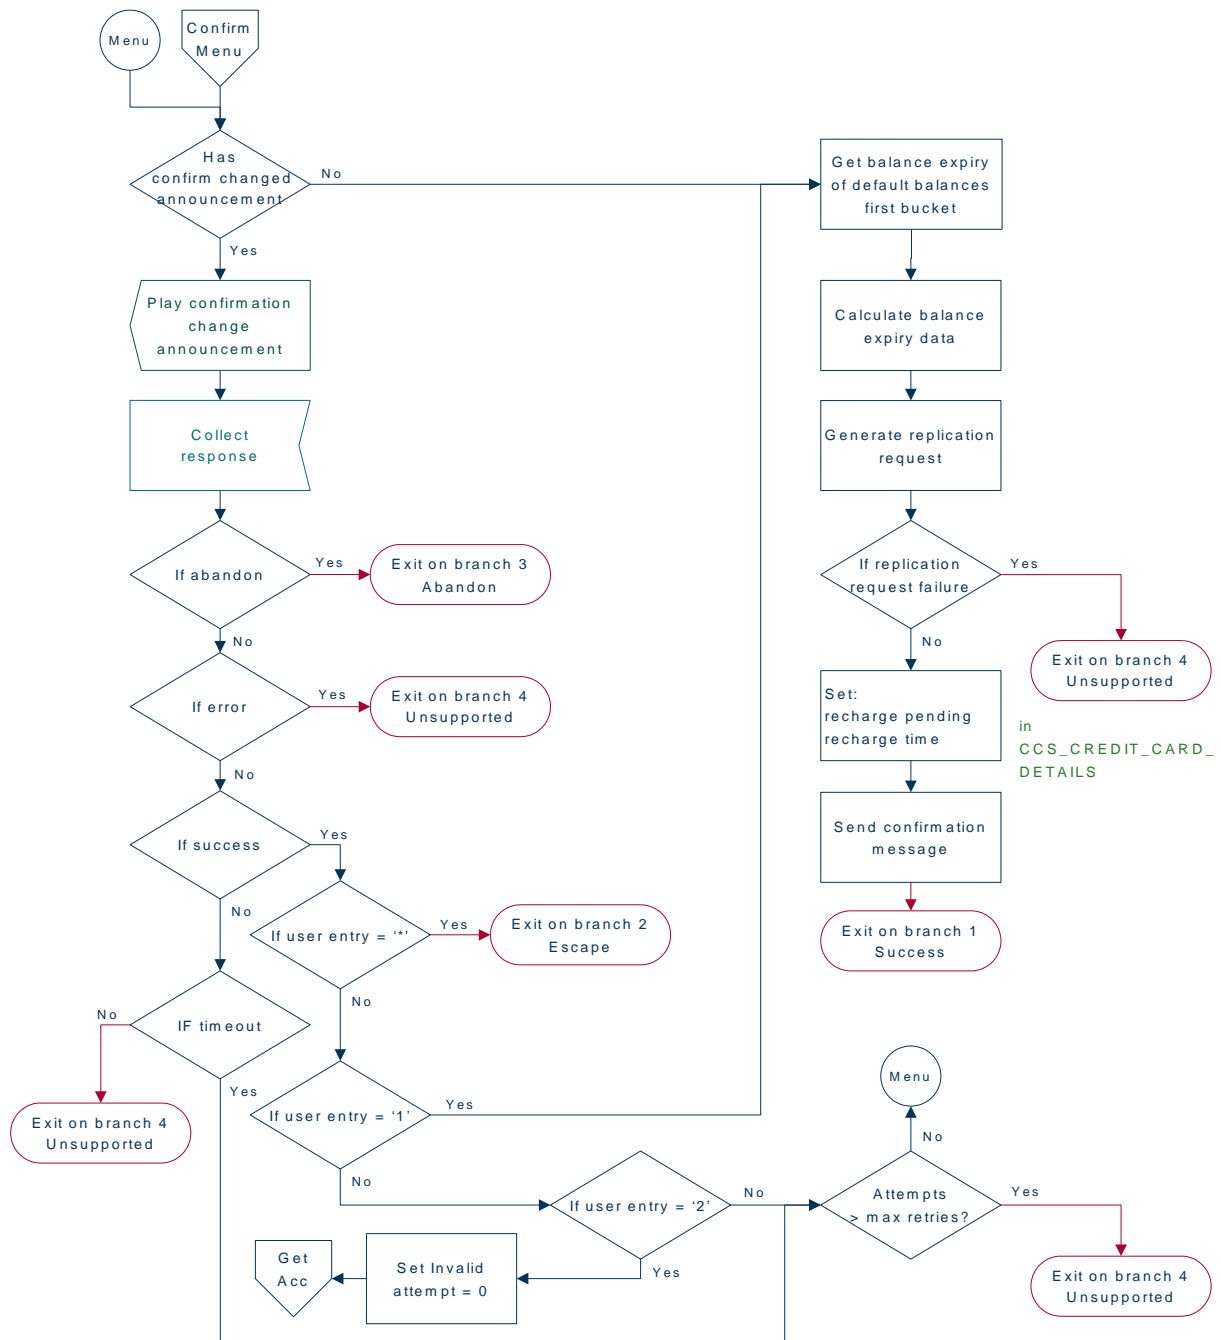 Menu
Confirm
Menu
Has
confirm changed
announcement
No
Yes
Get balance expiry
of default balances
first bucket
Play confirmation
change
announcement
Calculate balance
expiry data
Collect
response
Generate replication
request
If abandon
Yes
Exit on branch 3
Abandon
No
If replication
request failure
Yes
No
Exit on branch 4
Unsupported
If error
Yes
Exit on branch 4
Unsupported
No
Set:
recharge pending
recharge time
in
CCS_CREDIT_CARD_
DETAILS
If success
Yes
No
Send confirmation
message
If user entry = ‘*’
Yes
Exit on branch 2
Escape
No
Exit on branch 1
Success
IF timeout
No
Yes
Exit on branch 4
Unsupported
If user entry = ‘1’
Yes
No
Menu
No
If user entry = ‘2’
No
Yes
Attempts
> max retries?
Yes
Get
Acc
Set Invalid
attempt = 0
Exit on branch 4
Unsupported